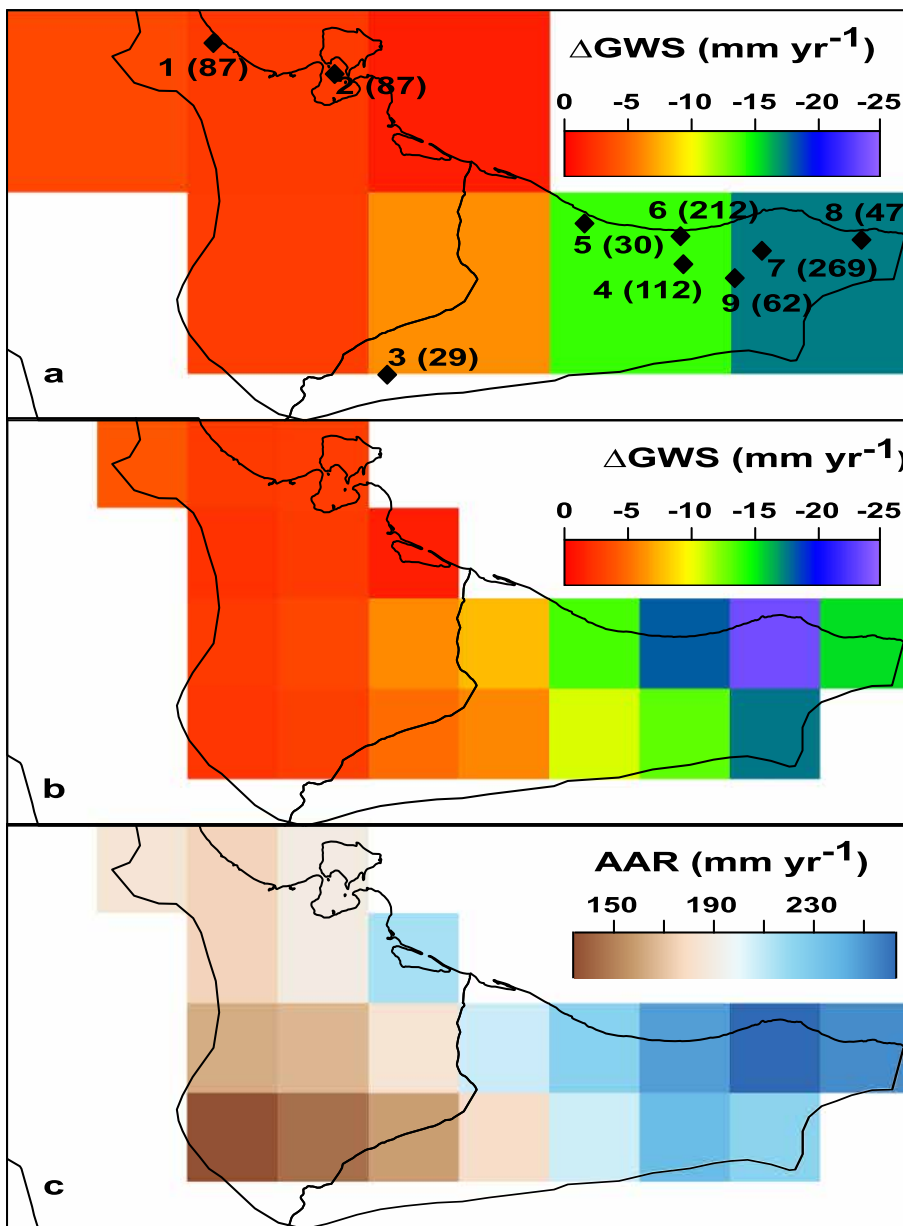 ΔGWS (mm yr-1)
0 -5 -10 -15 -20 -25
1 (87)
2 (87)
6 (212)
8 (47
5 (30)
7 (269)
4 (112)
9 (62)
3 (29)
a
ΔGWS (mm yr-1)
0 -5 -10 -15 -20 -25
b
AAR (mm yr-1)
150 190 230
c